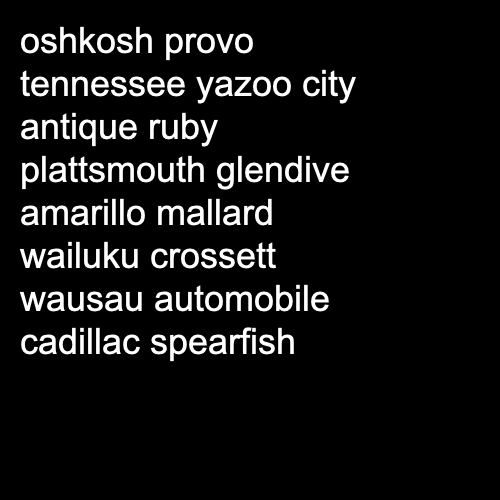 oshkosh provo
tennessee yazoo city
antique ruby
plattsmouth glendive
amarillo mallard
wailuku crossett
wausau automobile
cadillac spearfish